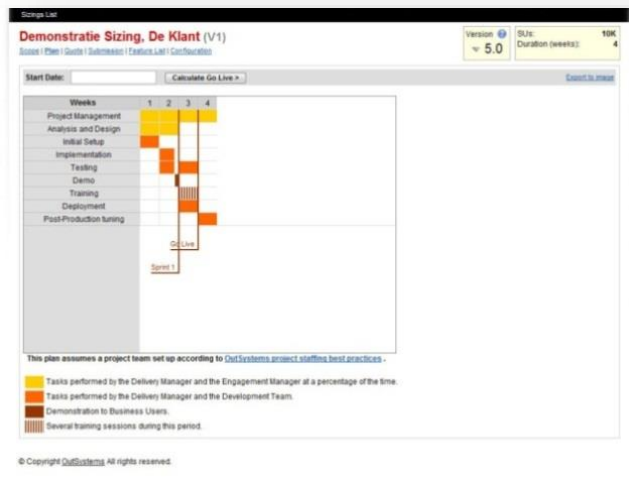 Sizings List
Demonstratie Sizing, De Klant (V1)
Scope | Plan | Quote | Submission | Feature List | Configuration
Version
5.0
SUs: 10K
Duration (weeks): 4
Start Date: Calculate Go Live >
Export to image
Weeks 1 2 3 4
Project Management
Analysis and Design
Initial Setup
Implementation
Testing
Demo
Training
Deployment
Post-Production tuning
Go Live
Sprint 1
This plan assumes a project team set up according to OutSystems project staffing best practices .
Tasks performed by the Delivery Manager and the Engagement Manager at a percentage of the time.
Tasks performed by the Delivery Manager and the Development Team.
Demonstration to Business Users.
Several training sessions during this period.
© Copyright OutSystems All rights reserved.